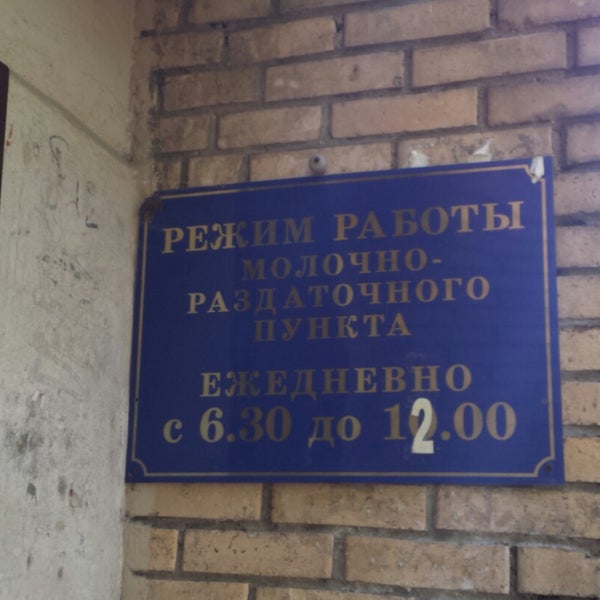 РЕЖИМ РАБОТЫ
МОЛОЧНО-
РАЗДАТОЧНОГО
ПУНКТА
ЕЖЕДНЕВНО
с 6.30 до 12.00